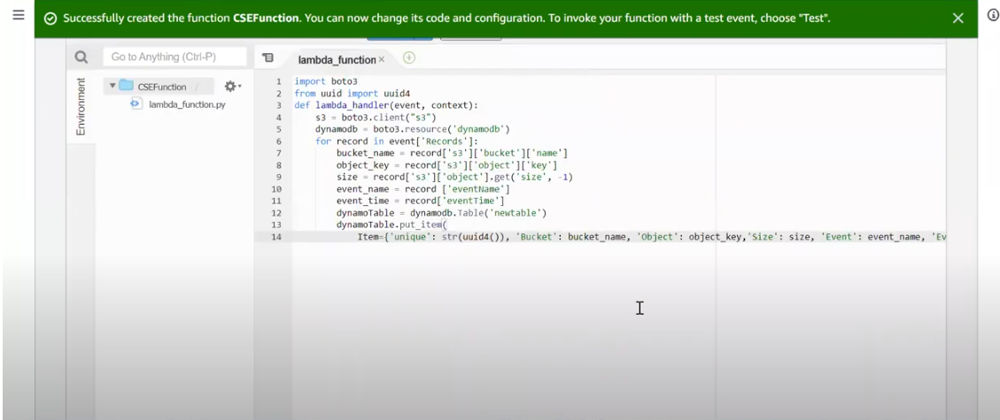 Successfully created the function CSEFunction. You can now change its code and configuration. To invoke your function with a test event, choose "Test".
Go to Anything (Ctrl-P)
lambda_function
Environment
CSEFunction /
lambda_function.py
1 import boto3
2 from uuid import uuid4
3 def lambda_handler(event, context):
4 s3 = boto3.client("s3")
5 dynamodb = boto3.resource('dynamodb')
6 for record in event['Records']:
7 bucket_name = record['s3']['bucket']['name']
8 object_key = record['s3']['object']['key']
9 size = record['s3']['object'].get('size', -1)
10 event_name = record ['eventName']
11 event_time = record['eventTime']
12 dynamoTable = dynamodb.Table('newtable')
13 dynamoTable.put_item(
14 Item={'unique': str(uuid4()), 'Bucket': bucket_name, 'Object': object_key,'Size': size, 'Event': event_name, 'Ev